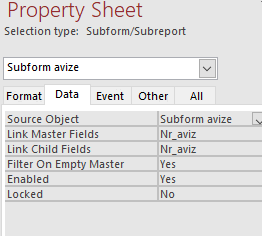 Property Sheet
Selection type: Subform/Subreport
Subform avize
Format Data Event Other All
Source Object Subform avize
Link Master Fields Nr_aviz
Link Child Fields Nr_aviz
Filter On Empty Master Yes
Enabled Yes
Locked No